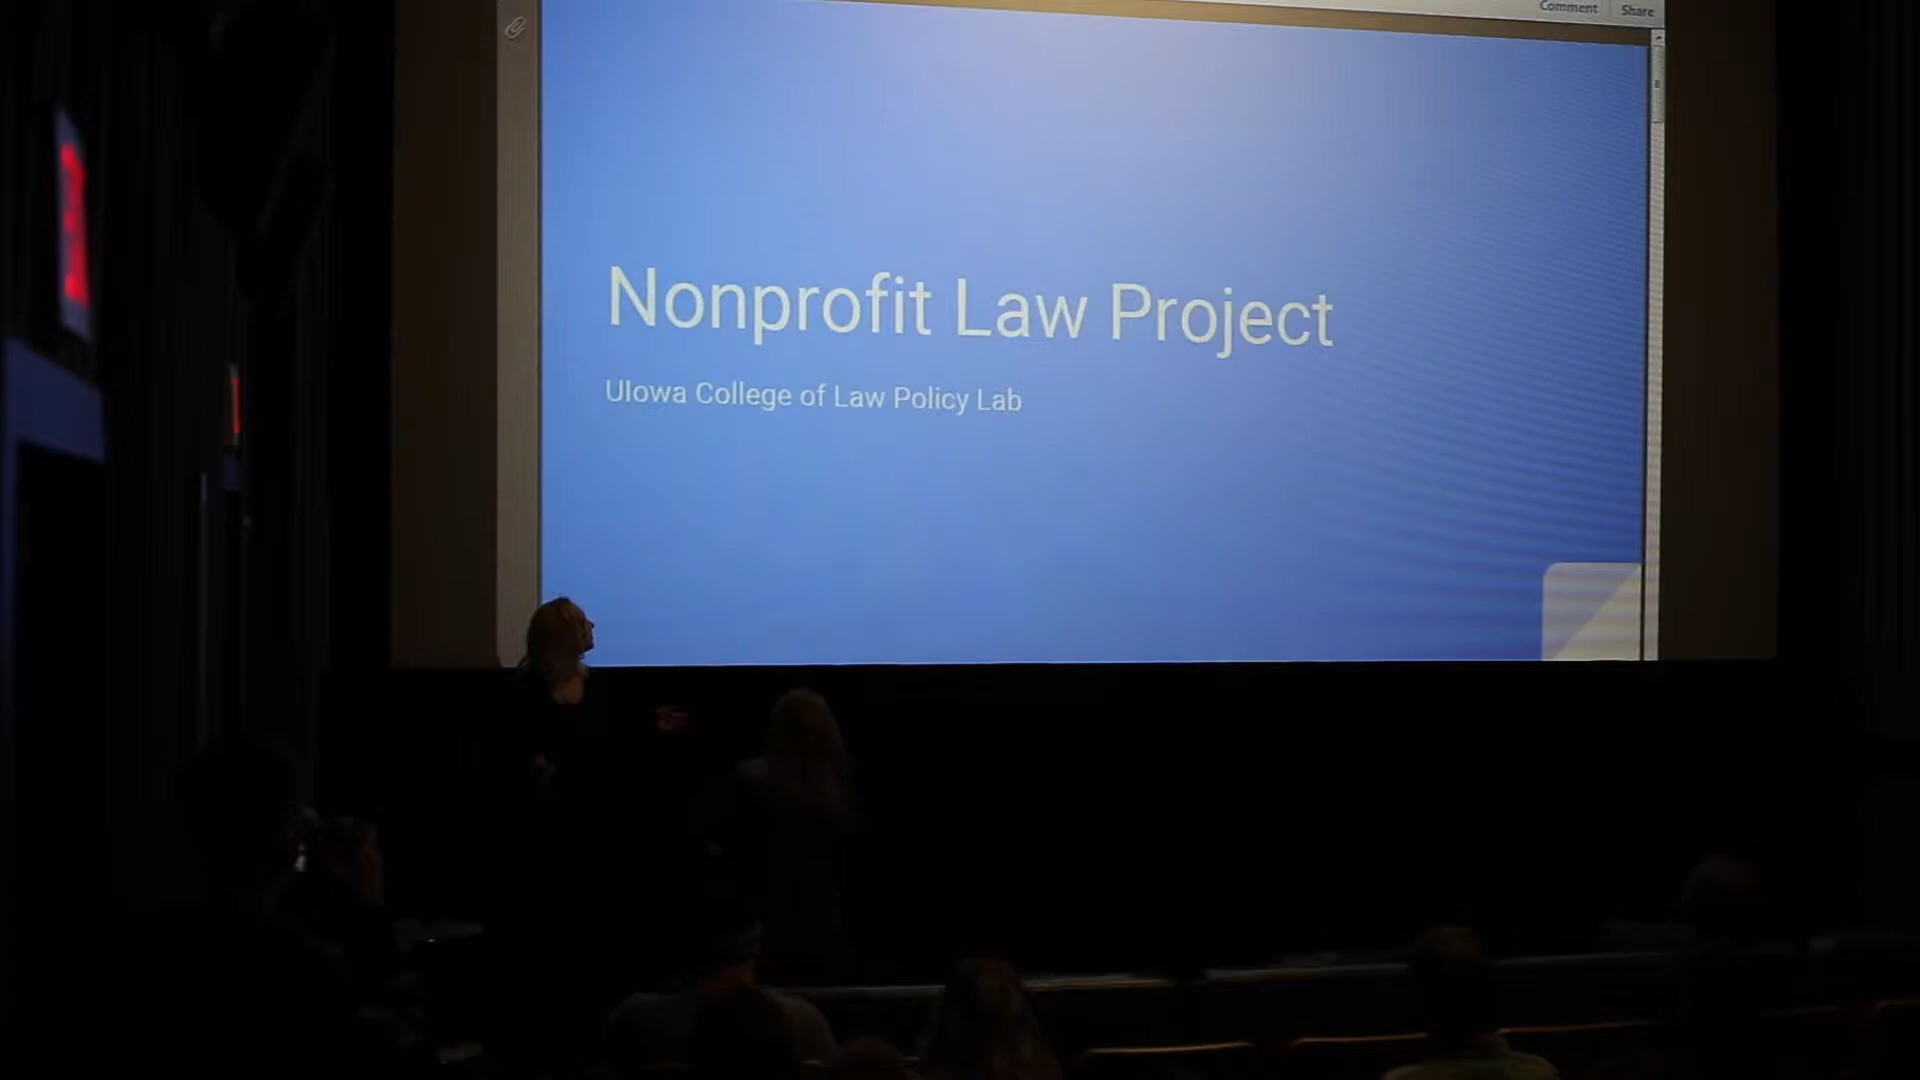 Comment Share
Nonprofit Law Project
UIowa College of Law Policy Lab